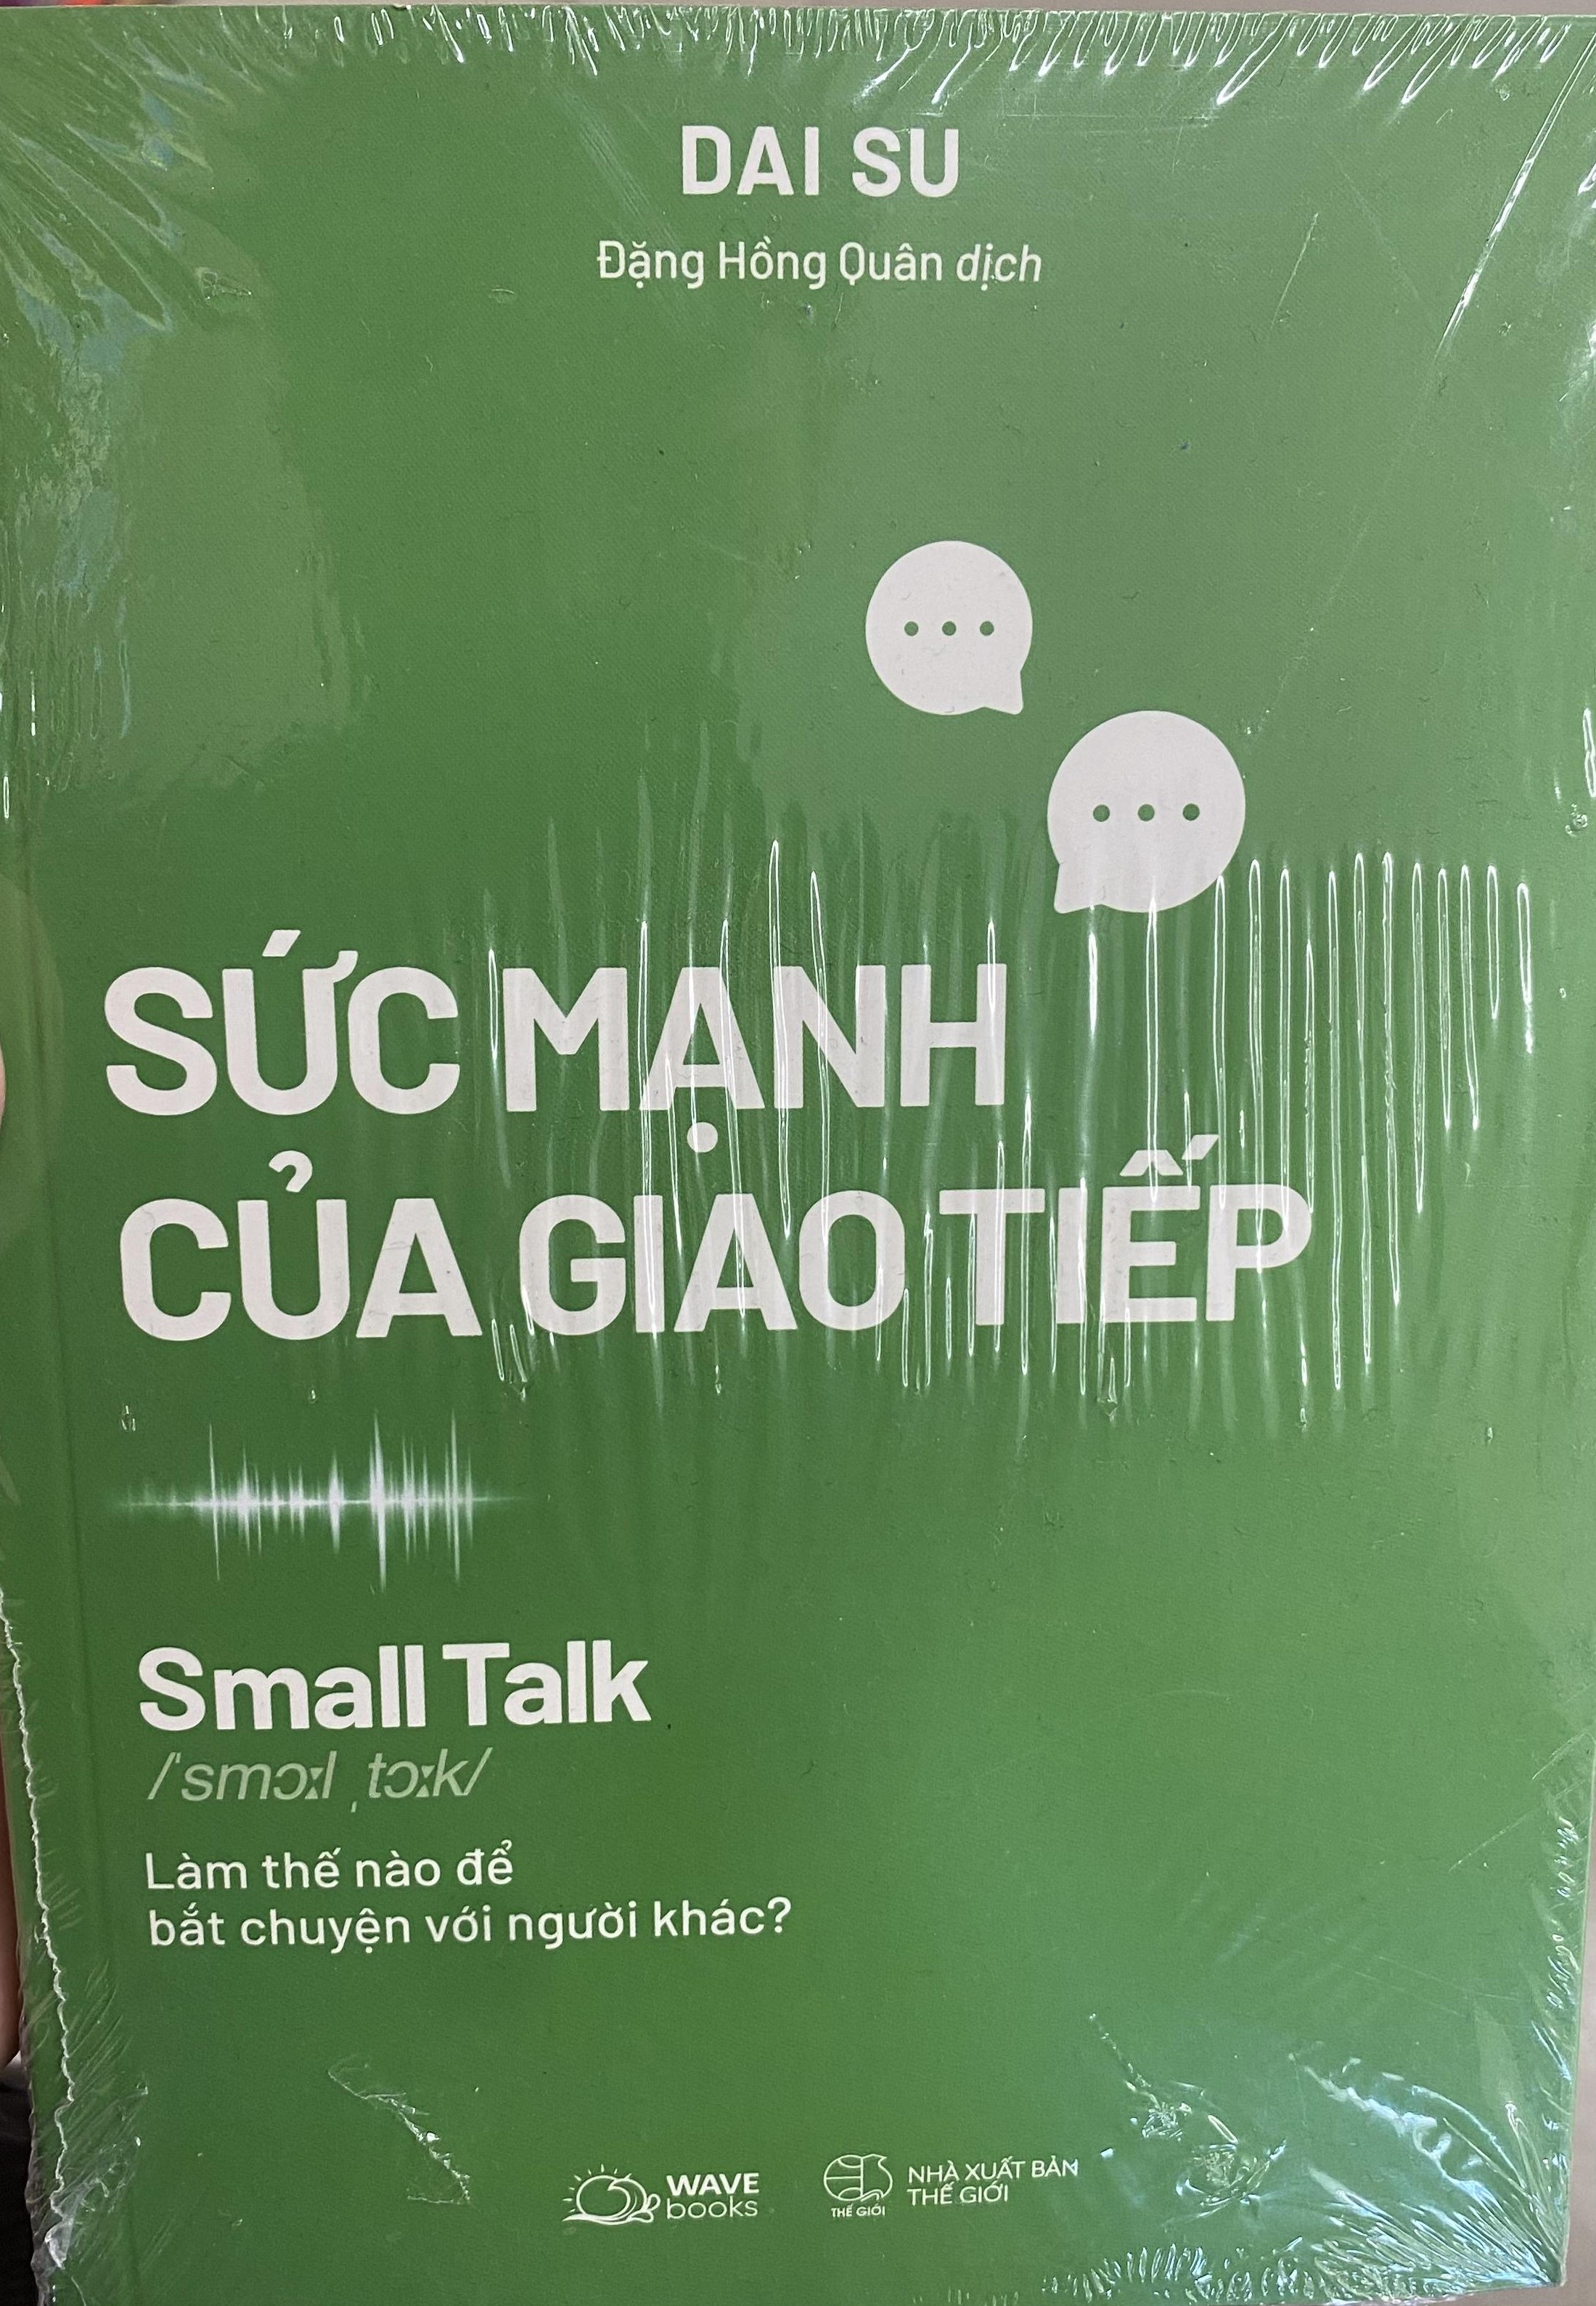 DAI SU
Đặng Hồng Quân dịch
SỨC MẠNH
CỦA GIAO TIẾP
Small Talk
/ˈsmɔːl ˌtɔːk/
Làm thế nào để
bắt chuyện với người khác?
WAVE
books
THẾ GIỚI
NHÀ XUẤT BẢN
THẾ GIỚI